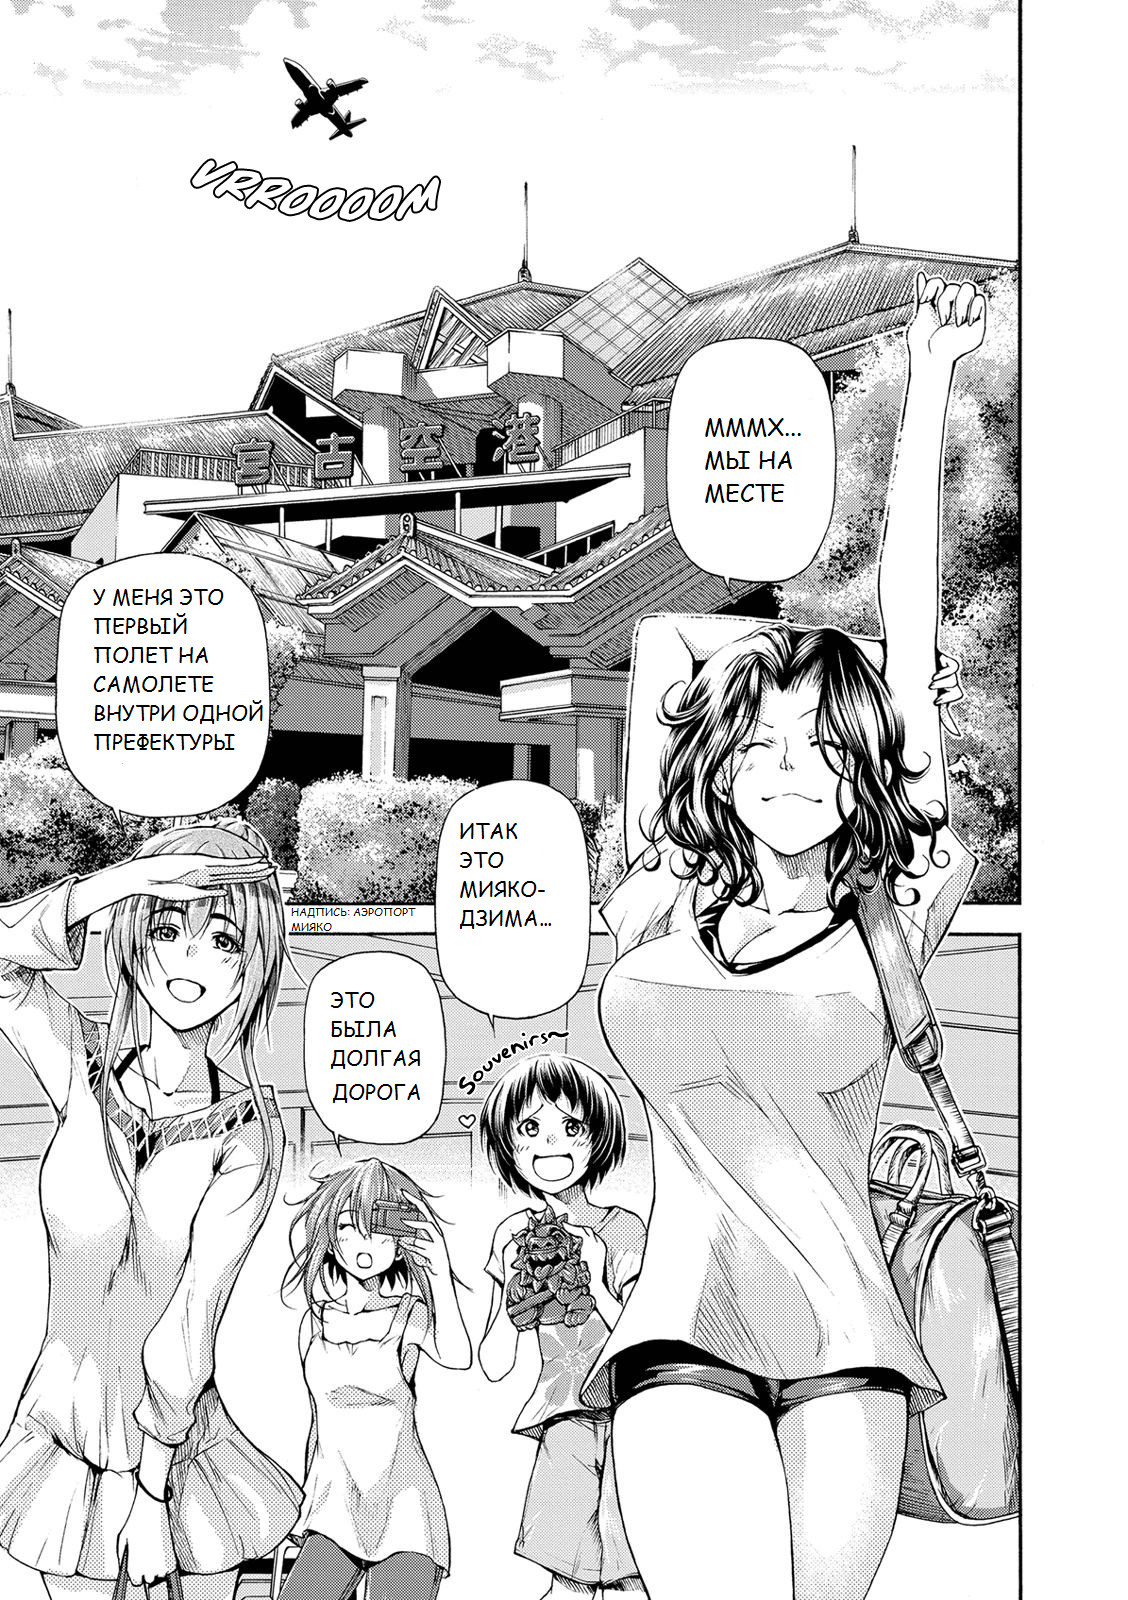 VRROOOOM
宮古空港
МММХ...
МЫ НА
МЕСТЕ
У МЕНЯ ЭТО
ПЕРВЫЙ
ПОЛЕТ НА
САМОЛЕТЕ
ВНУТРИ ОДНОЙ
ПРЕФЕКТУРЫ
ИТАК
ЭТО
МИЯКО-
ДЗИМА...
НАДПИСЬ: АЭРОПОРТ
МИЯКО
ЭТО
БЫЛА
ДОЛГАЯ
ДОРОГА
Souvenirs~